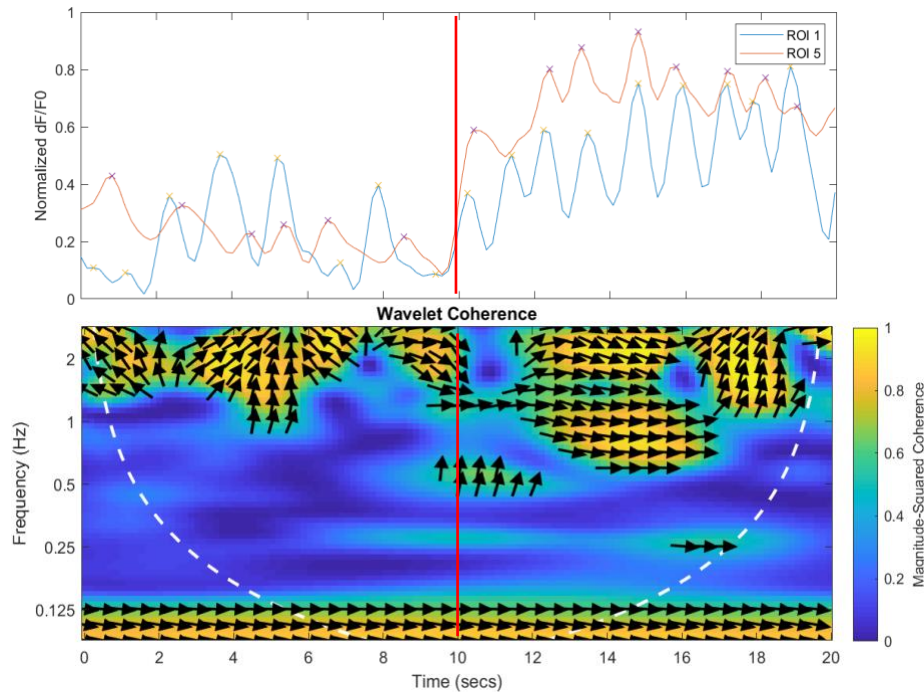 1
0.8
0.6
0.4
0.2
0
Normalized dF/F0
ROI 1
ROI 5
Wavelet Coherence
2
1
0.5
0.25
0.125
Frequency (Hz)
0 2 4 6 8 10 12 14 16 18 20
Time (secs)
1
0.8
0.6
0.4
0.2
0
Magnitude-Squared Coherence